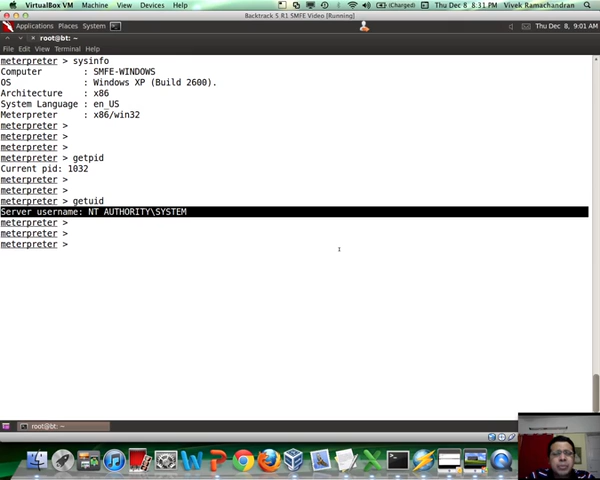 VirtualBox VM Machine View Devices Help (Charged) Thu Dec 8 8:31 PM Vivek Ramachandran
Backtrack 5 R1 SMFE Video [Running]
Applications Places System Thu Dec 8, 9:01 AM
root@bt: ~
File Edit View Terminal Help
meterpreter > sysinfo
Computer : SMFE-WINDOWS
OS : Windows XP (Build 2600).
Architecture : x86
System Language : en_US
Meterpreter : x86/win32
meterpreter >
meterpreter >
meterpreter >
meterpreter > getpid
Current pid: 1032
meterpreter >
meterpreter >
meterpreter > getuid
Server username: NT AUTHORITY\SYSTEM
meterpreter >
meterpreter >
meterpreter >
root@bt: ~